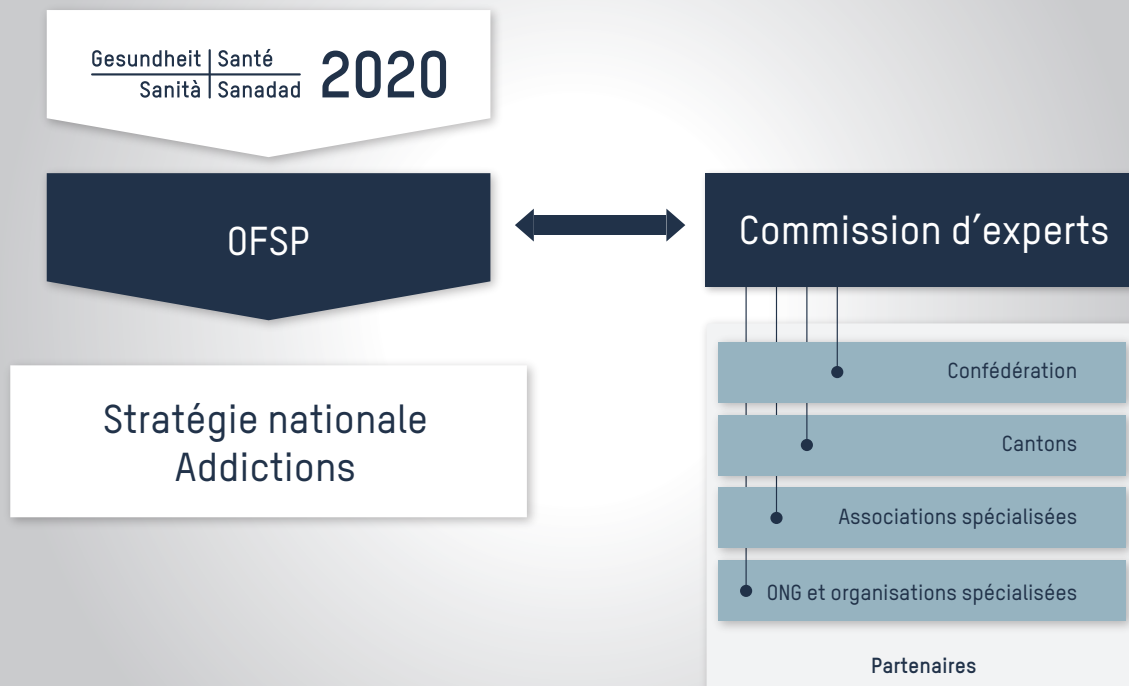 Gesundheit | Santé
Sanità | Sanadad
2020
OFSP
Commission d´experts
Stratégie nationale
Addictions
Confédération
Cantons
Associations spécialisées
ONG et organisations spécialisées
Partenaires